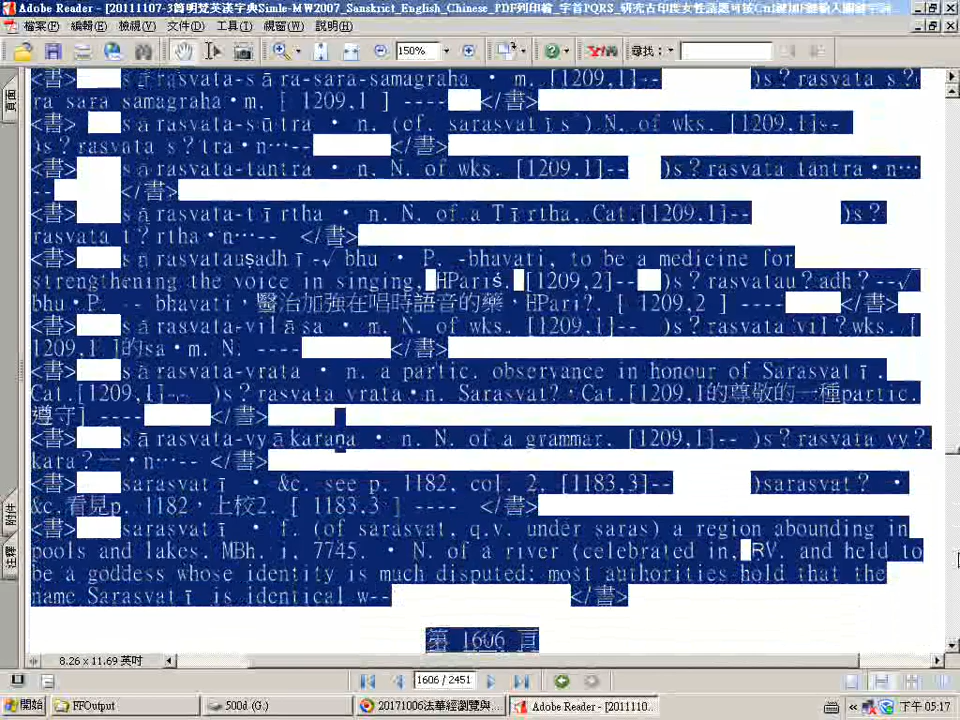 Adobe Reader - [20111107-3簡明梵英漢字典Simle-MW2007_Sanskrict_English_Chinese_PDF列印檔_字首PQRS_研究古印度女性話題可按Ctrl鍵加F鍵輸入關鍵字詞
檔案(F) 編輯(E) 檢視(V) 文件(D) 工具(T) 視窗(W) 說明(H)
150% 尋找:
頁面
附件
註釋
<書> sārasvata-sāra-sara-samagraha • m. [1209,1]-- )s?rasvata s?
ra sara samagraha•m. [ 1209,1 ] ---- </書>
<書> sārasvata-sūtra • n. (cf. sarasvatīs ) N. of wks. [1209,1]--
)s?rasvata s?tra•n…-- </書>
<書> sārasvata-tantra • n. N. of wks. [1209,1]-- )s?rasvata tantra•n…
-- </書>
<書> sārasvata-tīrtha • n. N. of a Tīrtha, Cat.[1209,1]-- )s?
rasvata t?rtha•n…-- </書>
<書> sārasvatauṣadhī-√ bhu • P. -bhavati, to be a medicine for
strengthening the voice in singing, HPariś. [1209,2]-- )s?rasvatau?adh?--√
bhu•P. -- bhavati，醫治加強在唱時語音的藥，HPari?. [ 1209,2 ] ---- </書>
<書> sārasvata-vilāsa • m. N. of wks. [1209,1]-- )s?rasvata vil?wks. [
1209,1 ]的sa•m. N. ---- </書>
<書> sārasvata-vrata • n. a partic. observance in honour of Sarasvatī.
Cat.[1209,1]-- )s?rasvata vrata•n. Sarasvat?，Cat.[1209,1的尊敬的一種partic.
遵守] ---- </書>
<書> sārasvata-vyākaraṇa • n. N. of a grammar. [1209,1]-- )s?rasvata vy?
kara?一•n…-- </書>
<書> sarasvatī • &c. see p. 1182, col. 2. [1183,3]-- )sarasvat? •
&c.看見p. 1182，上校2. [ 1183,3 ] ---- </書>
<書> sarasvatī • f. (of sarasvat, q.v. under saras) a region abounding in
pools and lakes. MBh. i, 7745. • N. of a river (celebrated in, RV. and held to
be a goddess whose identity is much disputed; most authorities hold that the
name Sarasvatī is identical w-- </書>
第 1606 頁
8.26 x 11.69 英吋
1606 / 2451
開始 FFOutput 500d (G:) 20171006法華經瀏覽與... Adobe Reader - [2011110... 下午 05:17